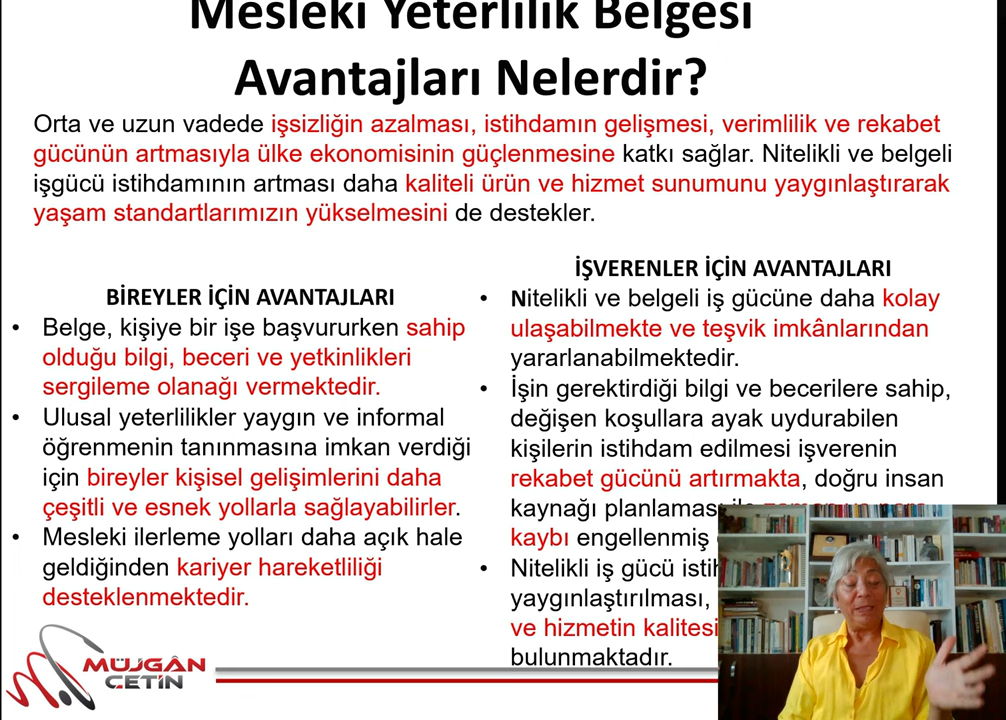 Mesleki Yeterlilik Belgesi
Avantajları Nelerdir?
Orta ve uzun vadede işsizliğin azalması, istihdamın gelişmesi, verimlilik ve rekabet
gücünün artmasıyla ülke ekonomisinin güçlenmesine katkı sağlar. Nitelikli ve belgeli
işgücü istihdamının artması daha kaliteli ürün ve hizmet sunumunu yaygınlaştırarak
yaşam standartlarımızın yükselmesini de destekler.
BİREYLER İÇİN AVANTAJLARI
• Belge, kişiye bir işe başvururken sahip
olduğu bilgi, beceri ve yetkinlikleri
sergileme olanağı vermektedir.
• Ulusal yeterlilikler yaygın ve informal
öğrenmenin tanınmasına imkan verdiği
için bireyler kişisel gelişimlerini daha
çeşitli ve esnek yollarla sağlayabilirler.
• Mesleki ilerleme yolları daha açık hale
geldiğinden kariyer hareketliliği
desteklenmektedir.
İŞVERENLER İÇİN AVANTAJLARI
• Nitelikli ve belgeli iş gücüne daha kolay
ulaşabilmekte ve teşvik imkânlarından
yararlanabilmektedir.
• İşin gerektirdiği bilgi ve becerilere sahip,
değişen koşullara ayak uydurabilen
kişilerin istihdam edilmesi işverenin
rekabet gücünü artırmakta, doğru insan
kaynağı planlaması
kaybı engellenmiş
• Nitelikli iş gücü istih
yaygınlaştırılması,
ve hizmetin kalitesi
bulunmaktadır.
MÜJGÂN
ÇETİN